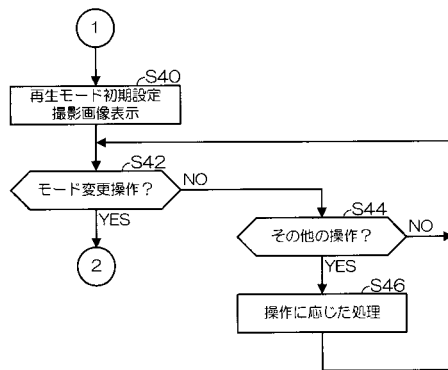 1
S40
再生モード初期設定
撮影画像表示
S42
モード変更操作？
NO
YES
S44
その他の操作？
NO
YES
2
S46
操作に応じた処理